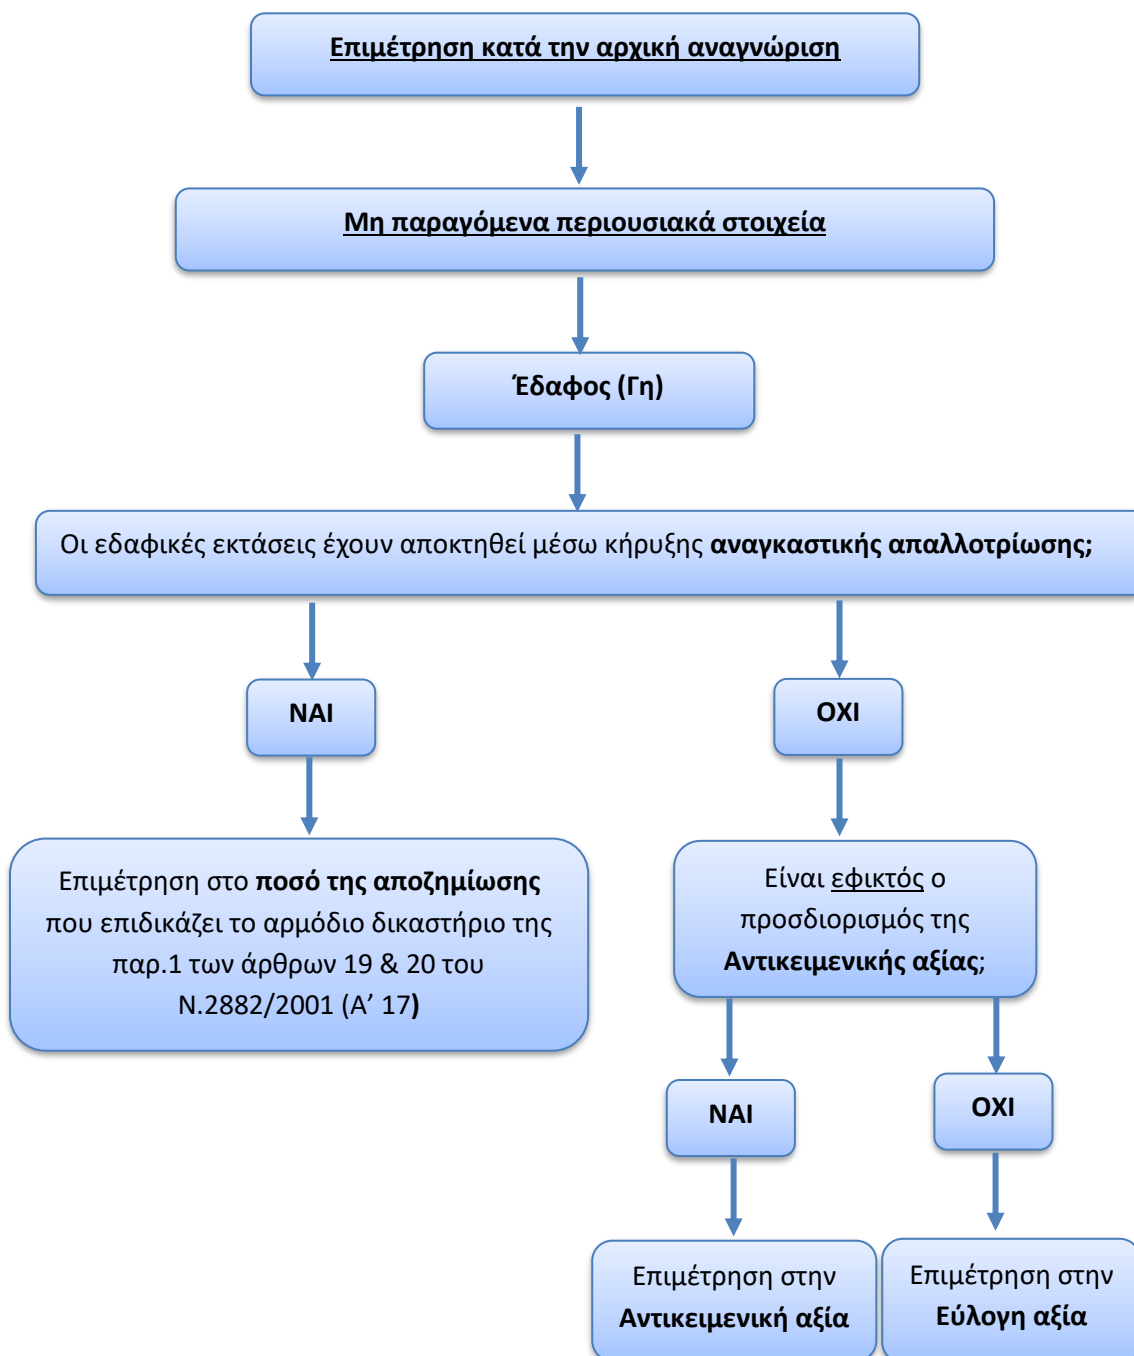 Επιμέτρηση κατά την αρχική αναγνώριση
Μη παραγόμενα περιουσιακά στοιχεία
Έδαφος (Γη)
Οι εδαφικές εκτάσεις έχουν αποκτηθεί μέσω κήρυξης αναγκαστικής απαλλοτρίωσης;
ΝΑΙ
ΟΧΙ
Επιμέτρηση στο ποσό της αποζημίωσης
που επιδικάζει το αρμόδιο δικαστήριο της
παρ.1 των άρθρων 19 & 20 του
Ν.2882/2001 (Α’ 17)
Είναι εφικτός ο
προσδιορισμός της
Αντικειμενικής αξίας;
ΝΑΙ
ΟΧΙ
Επιμέτρηση στην
Αντικειμενική αξία
Επιμέτρηση στην
Εύλογη αξία